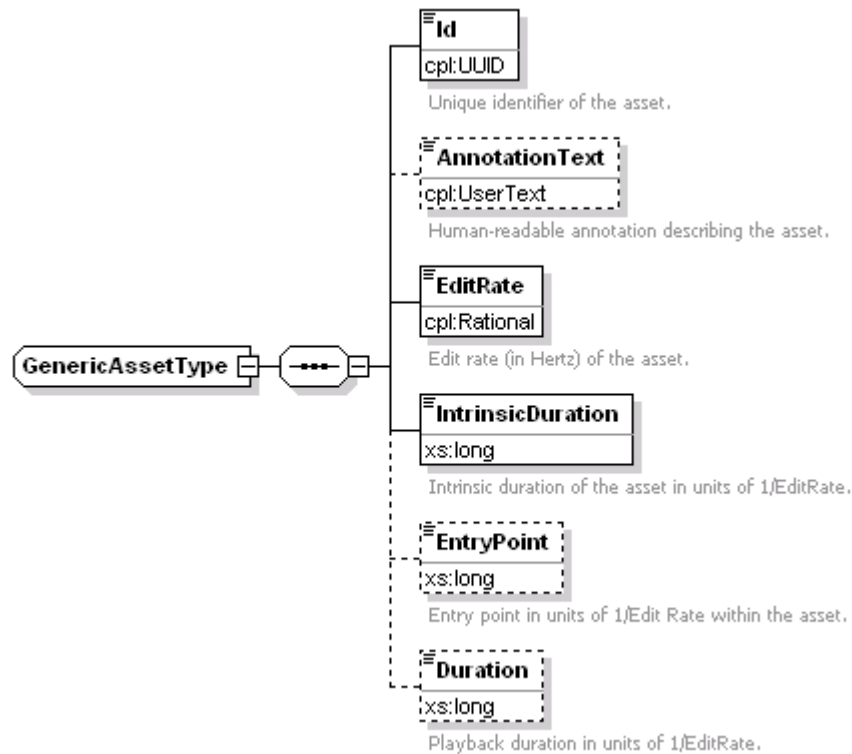 Id
cpl:UUID
Unique identifier of the asset.
AnnotationText
cpl:UserText
Human-readable annotation describing the asset.
EditRate
cpl:Rational
Edit rate (in Hertz) of the asset.
GenericAssetType
IntrinsicDuration
xs:long
Intrinsic duration of the asset in units of 1/EditRate.
EntryPoint
xs:long
Entry point in units of 1/Edit Rate within the asset.
Duration
xs:long
Playback duration in units of 1/EditRate.